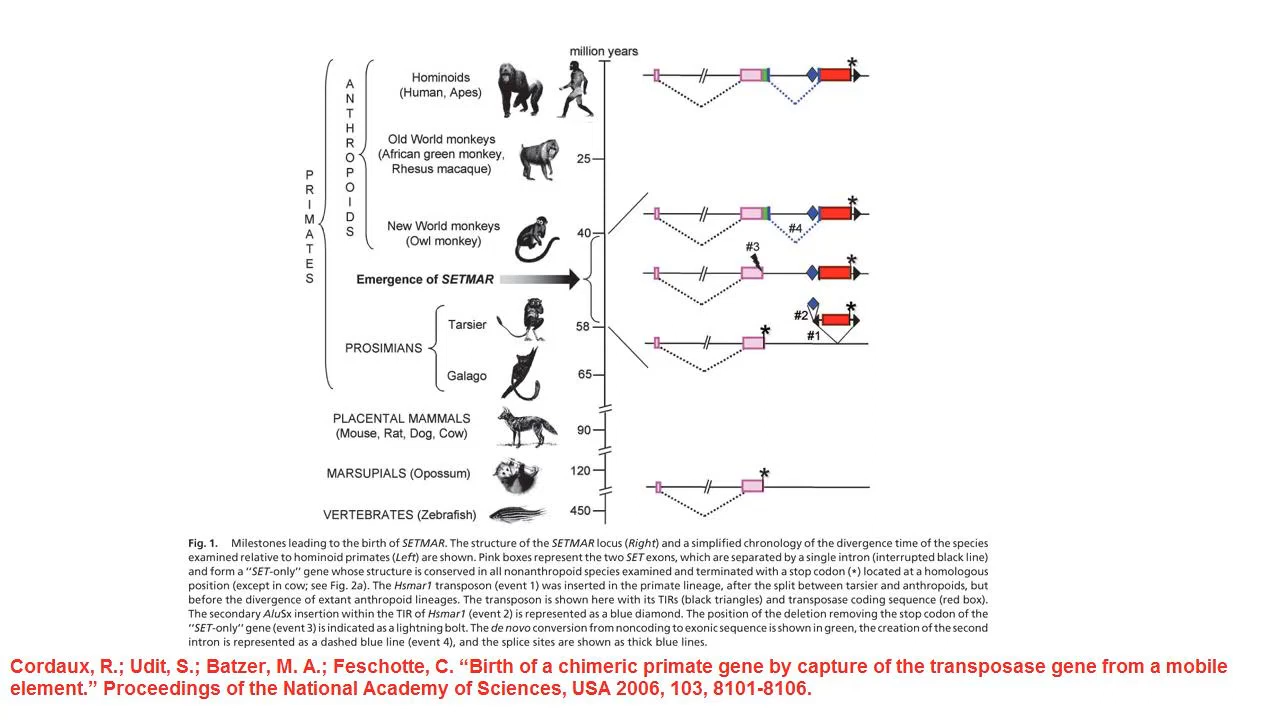 million years
Hominoids
(Human, Apes)
Old World monkeys
(African green monkey,
Rhesus macaque)
25
New World monkeys
(Owl monkey)
40
Emergence of SETMAR
Tarsier
58
PROSIMIANS
Galago
65
PLACENTAL MAMMALS
(Mouse, Rat, Dog, Cow)
90
MARSUPIALS (Opossum)
120
VERTEBRATES (Zebrafish)
450
PRIMATES
ANTHROPOIDS
*
*
#4
#3
*
#2
*
#1
*
*
Fig. 1. Milestones leading to the birth of SETMAR. The structure of the SETMAR locus (Right) and a simplified chronology of the divergence time of the species
examined relative to hominoid primates (Left) are shown. Pink boxes represent the two SET exons, which are separated by a single intron (interrupted black line)
and form a ‘‘SET-only’’ gene whose structure is conserved in all nonanthropoid species examined and terminated with a stop codon (*) located at a homologous
position (except in cow; see Fig. 2a). The Hsmar1 transposon (event 1) was inserted in the primate lineage, after the split between tarsier and anthropoids, but
before the divergence of extant anthropoid lineages. The transposon is shown here with its TIRs (black triangles) and transposase coding sequence (red box).
The secondary AluSx insertion within the TIR of Hsmar1 (event 2) is represented as a blue diamond. The position of the deletion removing the stop codon of the
‘‘SET-only’’ gene (event 3) is indicated as a lightning bolt. The de novo conversion from noncoding to exonic sequence is shown in green, the creation of the second
intron is represented as a dashed blue line (event 4), and the splice sites are shown as thick blue lines.
Cordaux, R.; Udit, S.; Batzer, M. A.; Feschotte, C. “Birth of a chimeric primate gene by capture of the transposase gene from a mobile
element.” Proceedings of the National Academy of Sciences, USA 2006, 103, 8101-8106.